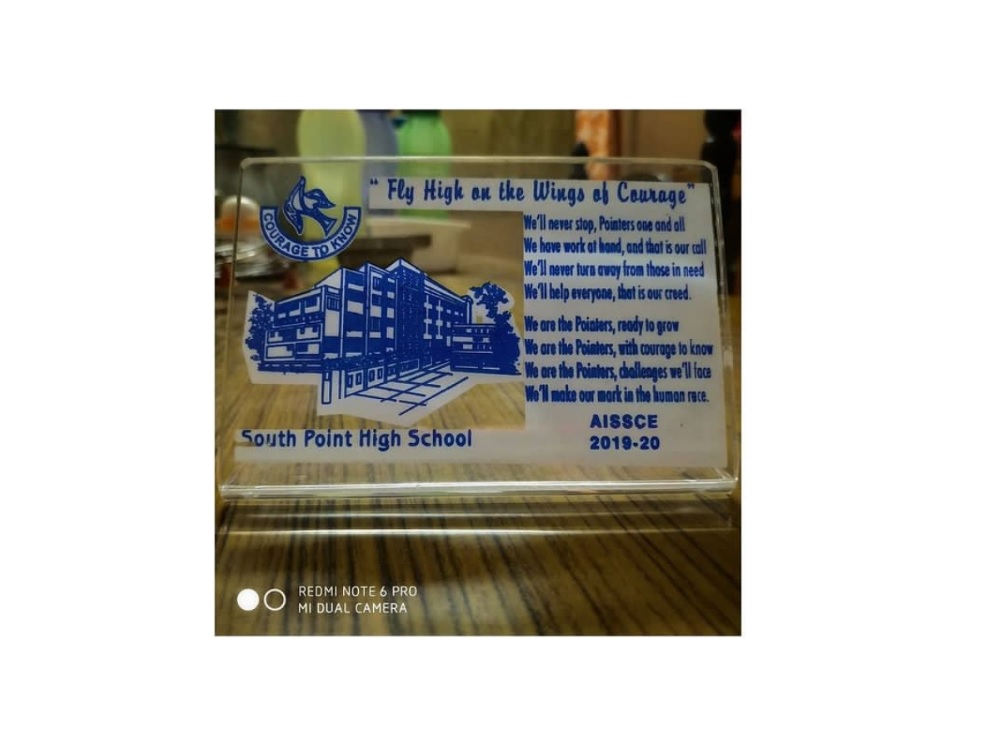 “Fly High on the Wings of Courage”
COURAGE TO KNOW
We'll never stop, Pointers one and all
We have work at hand, and that is our call
We'll never turn away from those in need
We'll help everyone, that is our creed.
We are the Pointers, ready to grow
We are the Pointers, with courage to know
We are the Pointers, challenges we'll face
We'll make our mark in the human race.
AISSCE
2019-20
South Point High School
REDMI NOTE 6 PRO
MI DUAL CAMERA